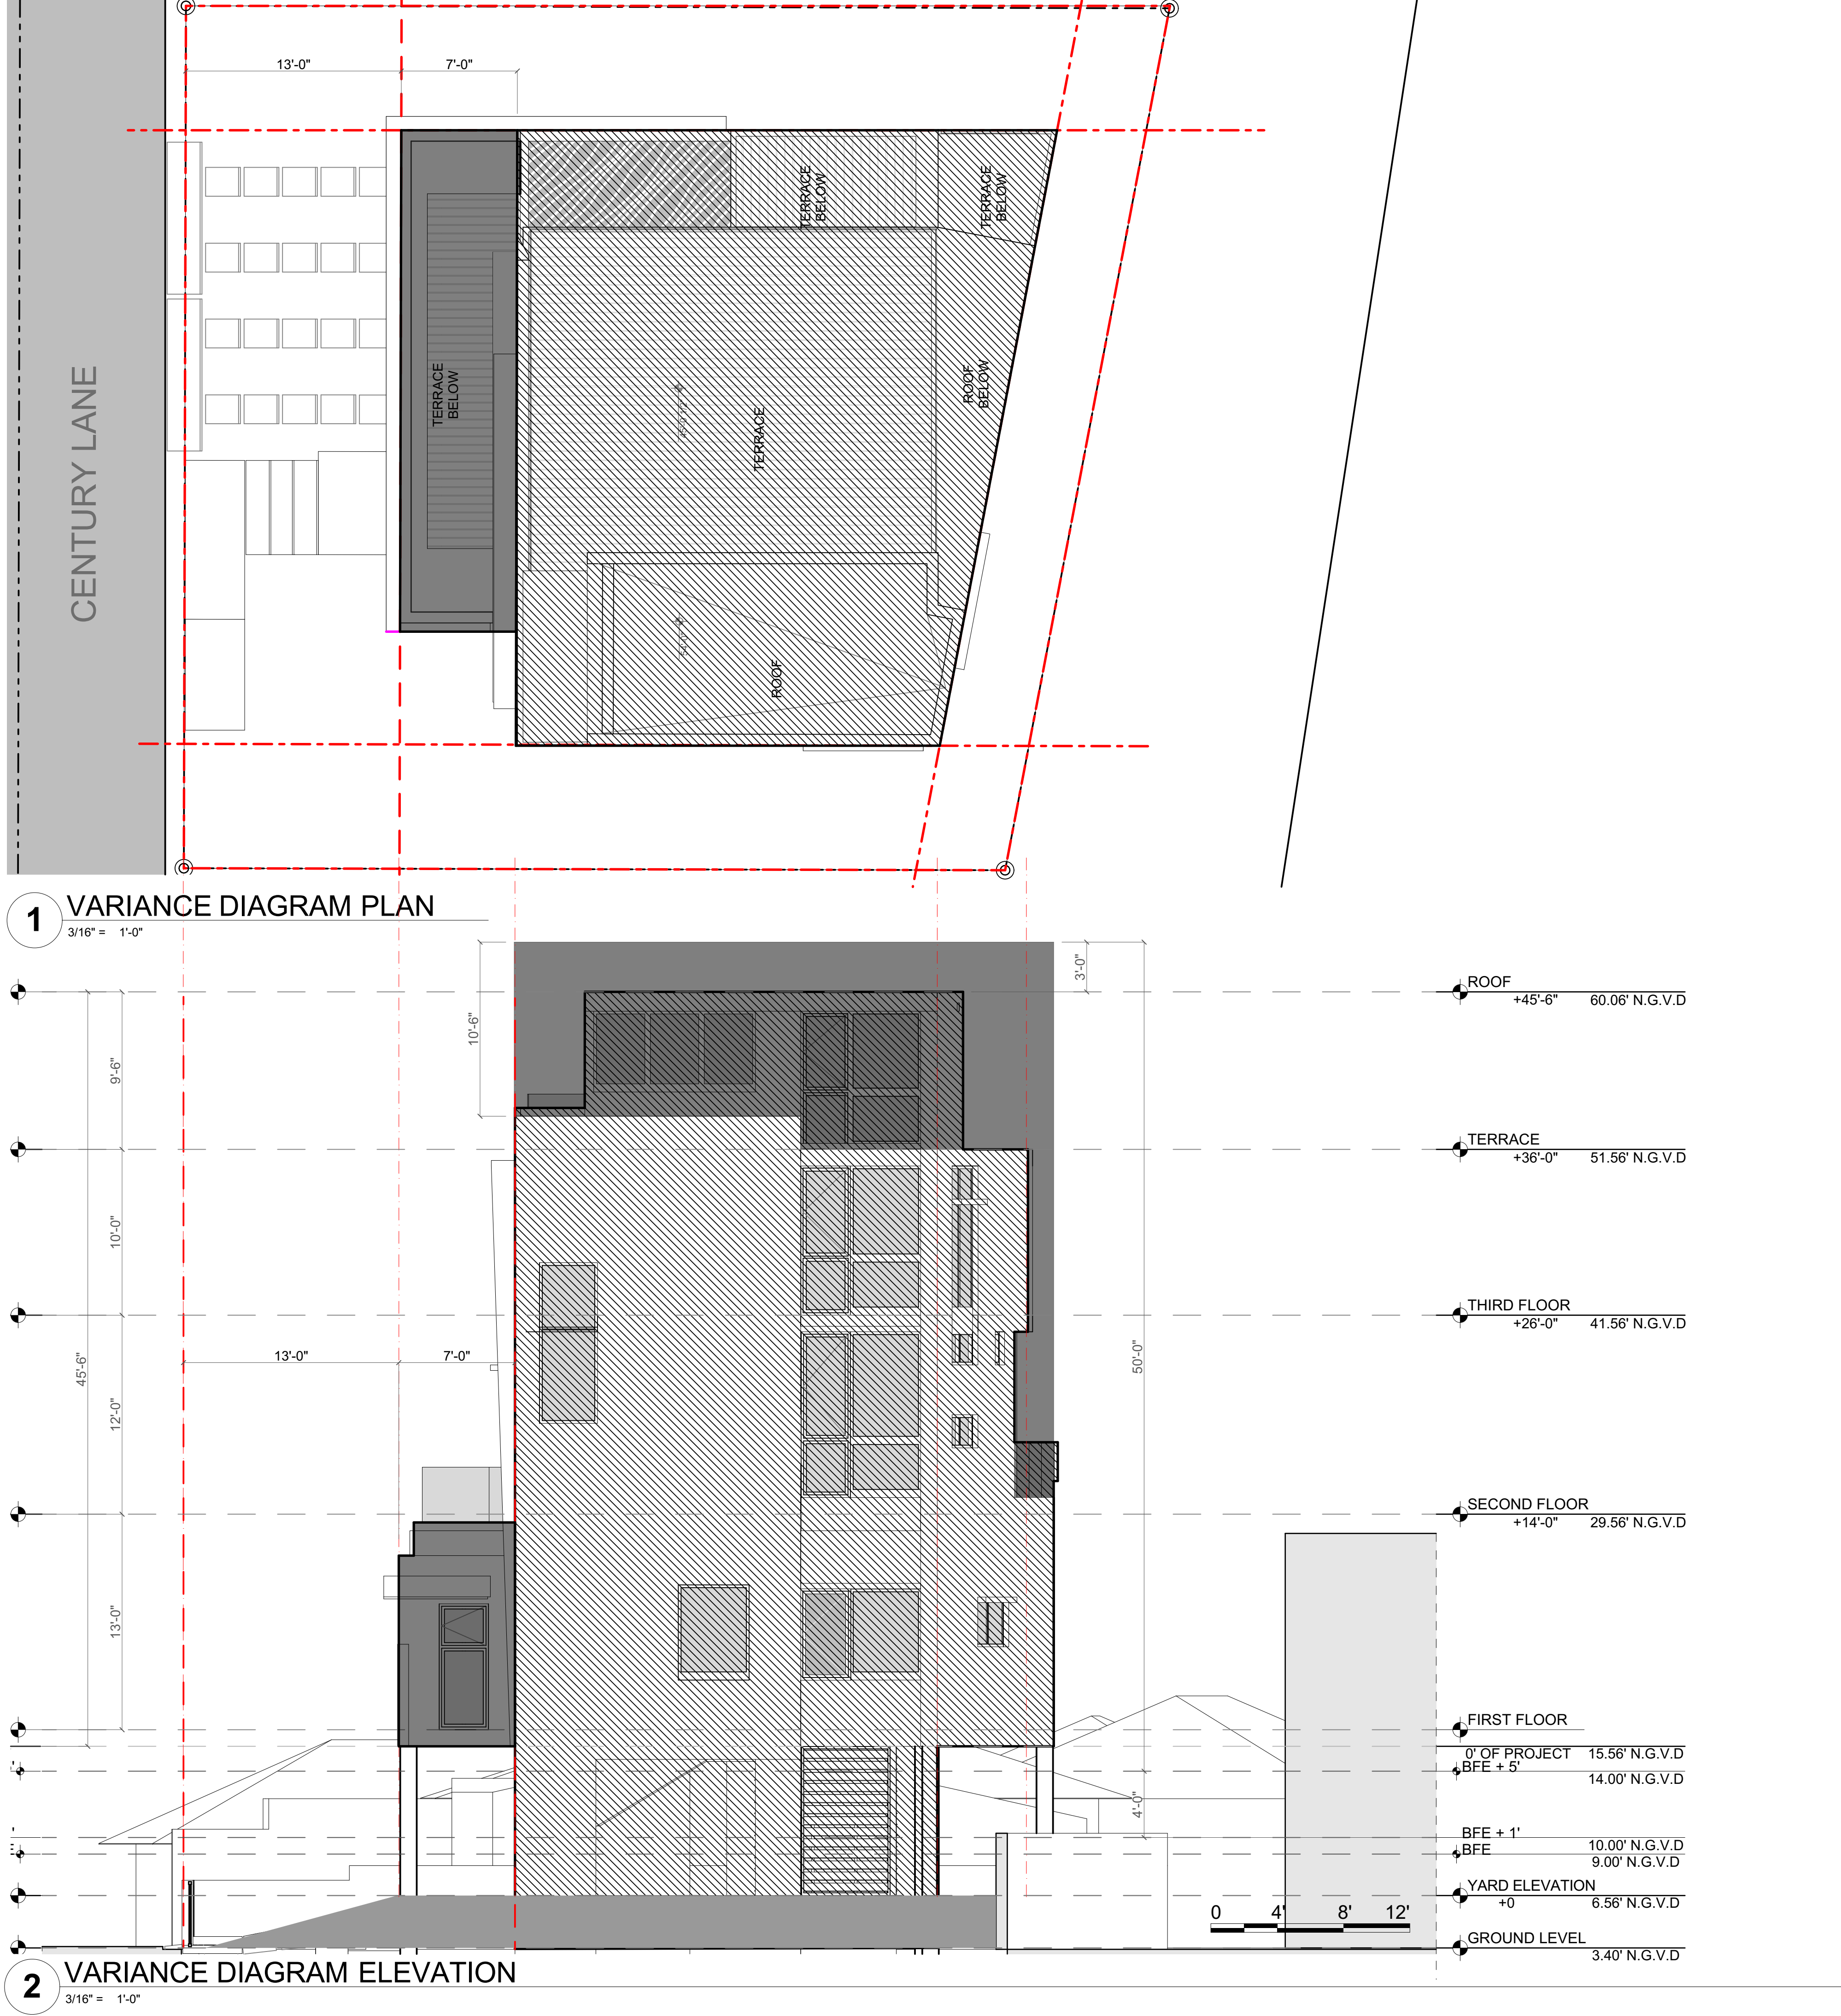 13'-0"
7'-0"
CENTURY LANE
TERRACE
BELOW
TERRACE
BELOW
TERRACE
BELOW
ROOF
BELOW
TERRACE
ROOF
1
VARIANCE DIAGRAM PLAN
3/16" = 1'-0"
3'-0"
10'-6"
9'-6"
10'-0"
12'-0"
13'-0"
45'-6"
13'-0"
7'-0"
50'-0"
4'-0"
ROOF
+45'-6" 60.06' N.G.V.D
TERRACE
+36'-0" 51.56' N.G.V.D
THIRD FLOOR
+26'-0" 41.56' N.G.V.D
SECOND FLOOR
+14'-0" 29.56' N.G.V.D
FIRST FLOOR
0' OF PROJECT 15.56' N.G.V.D
BFE + 5'
14.00' N.G.V.D
BFE + 1'
10.00' N.G.V.D
BFE
9.00' N.G.V.D
YARD ELEVATION
+0 6.56' N.G.V.D
0 4' 8' 12'
GROUND LEVEL
3.40' N.G.V.D
2
VARIANCE DIAGRAM ELEVATION
3/16" = 1'-0"